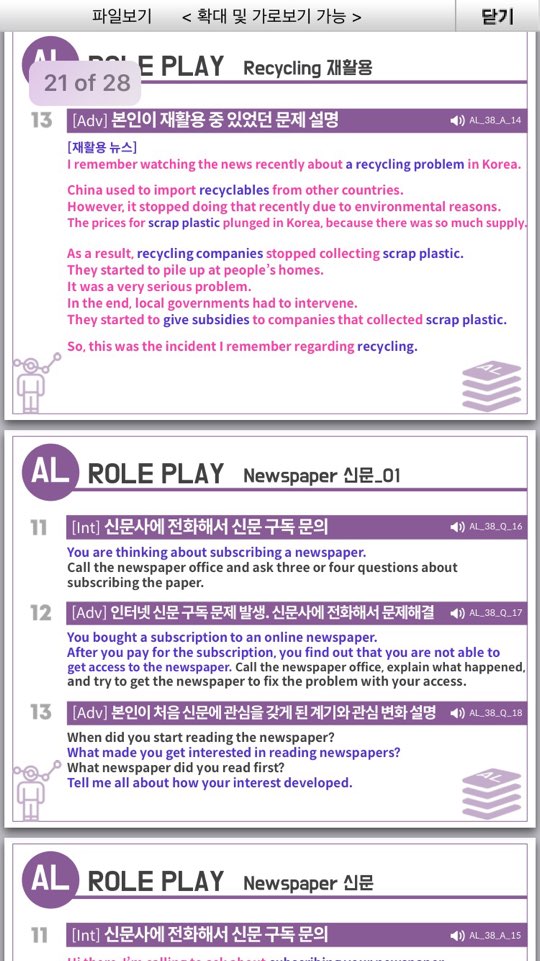 파일보기 < 확대 및 가로보기 가능 > 닫기
AL ROLE PLAY Recycling 재활용
21 of 28
13 [Adv] 본인이 재활용 중 있었던 문제 설명 AL_38_A_14
[재활용 뉴스]
I remember watching the news recently about a recycling problem in Korea.
China used to import recyclables from other countries.
However, it stopped doing that recently due to environmental reasons.
The prices for scrap plastic plunged in Korea, because there was so much supply.
As a result, recycling companies stopped collecting scrap plastic.
They started to pile up at people's homes.
It was a very serious problem.
In the end, local governments had to intervene.
They started to give subsidies to companies that collected scrap plastic.
So, this was the incident I remember regarding recycling.
AL
AL ROLE PLAY Newspaper 신문_01
11 [Int] 신문사에 전화해서 신문 구독 문의 AL_38_Q_16
You are thinking about subscribing a newspaper.
Call the newspaper office and ask three or four questions about
subscribing the paper.
12 [Adv] 인터넷 신문 구독 문제 발생. 신문사에 전화해서 문제해결 AL_38_Q_17
You bought a subscription to an online newspaper.
After you pay for the subscription, you find out that you are not able to
get access to the newspaper. Call the newspaper office, explain what happened,
and try to get the newspaper to fix the problem with your access.
13 [Adv] 본인이 처음 신문에 관심을 갖게 된 계기와 관심 변화 설명 AL_38_Q_18
When did you start reading the newspaper?
What made you get interested in reading newspapers?
What newspaper did you read first?
Tell me all about how your interest developed.
AL
AL ROLE PLAY Newspaper 신문
11 [Int] 신문사에 전화해서 신문 구독 문의 AL_38_A_15
Hi there, I'm calling to ask about subscribing your newspaper.